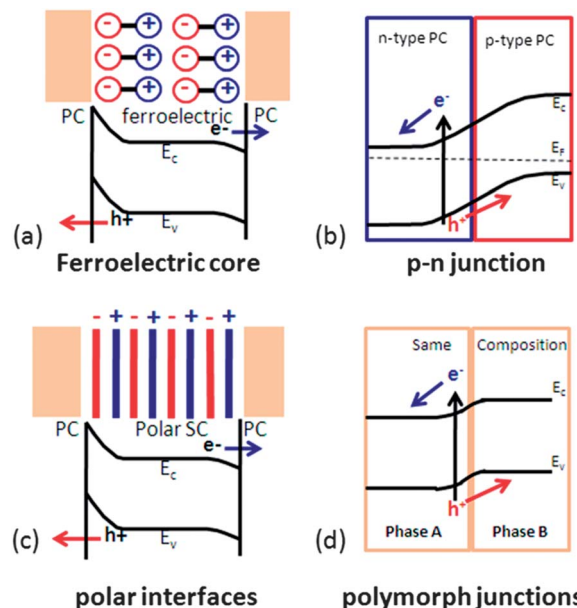 - + - +
- + - +
- + - +
PC ferroelectric PC
e-
Ec
h+ Ev
(a)
Ferroelectric core
n-type PC p-type PC
e-
Ec
EF
Ev
h+
(b)
p-n junction
- + - + - + - +
PC Polar SC PC
e-
Ec
h+ Ev
(c)
polar interfaces
Same Composition
e-
Ec
Ev
h+
Phase A Phase B
(d)
polymorph junctions